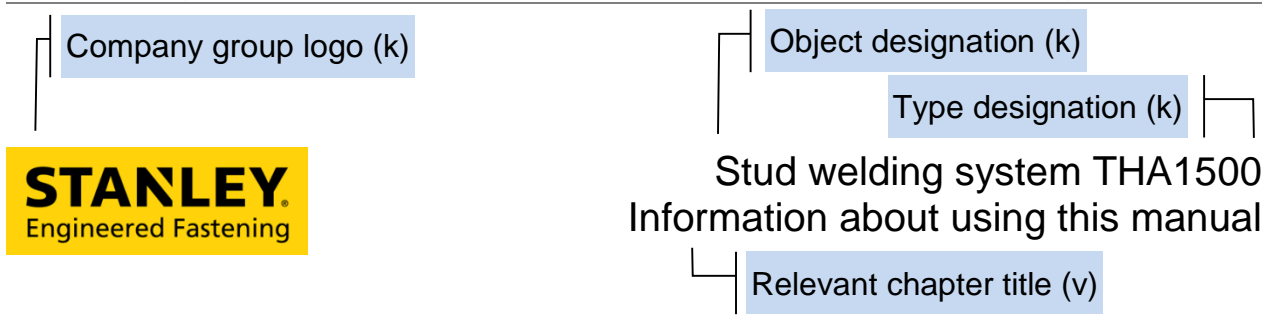 Company group logo (k)
Object designation (k)
Type designation (k)
STANLEY.
Engineered Fastening
Stud welding system THA1500
Information about using this manual
Relevant chapter title (v)